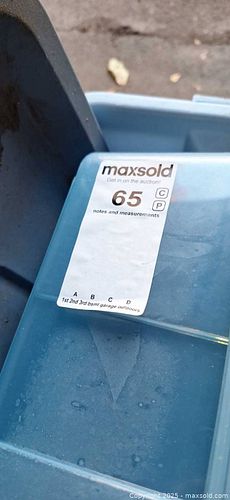 maxsold
Get in on the auction!
65 C
P
notes and measurements
A B C D
1st 2nd 3rd bsmt garage outdoors
Copyright 2025 - maxsold.com